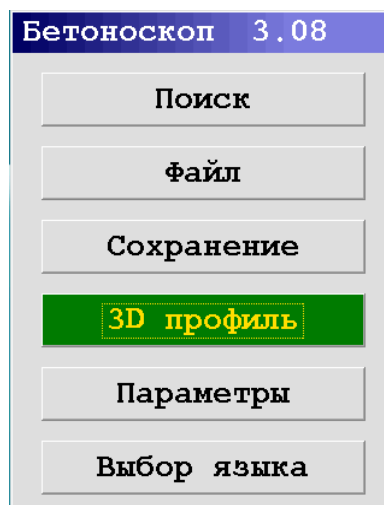 Бетоноскоп 3.08
Поиск
Файл
Сохранение
3D профиль
Параметры
Выбор языка